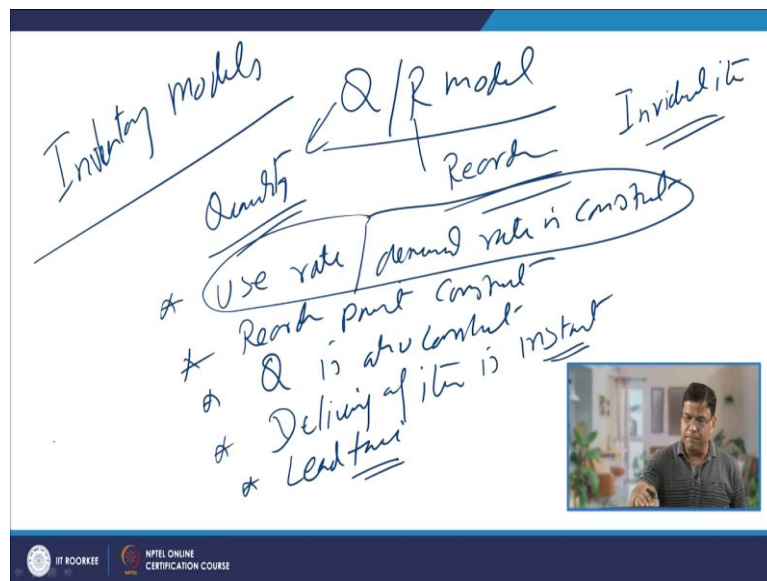 Inventory models
Q/R model
Quantity
Reorder
Individual item
* Use rate / demand rate is constant
* Reorder point constant
* Q is also constant
* Delivery of item is instant
* Lead time
IIT ROORKEE
NPTEL ONLINE
CERTIFICATION COURSE